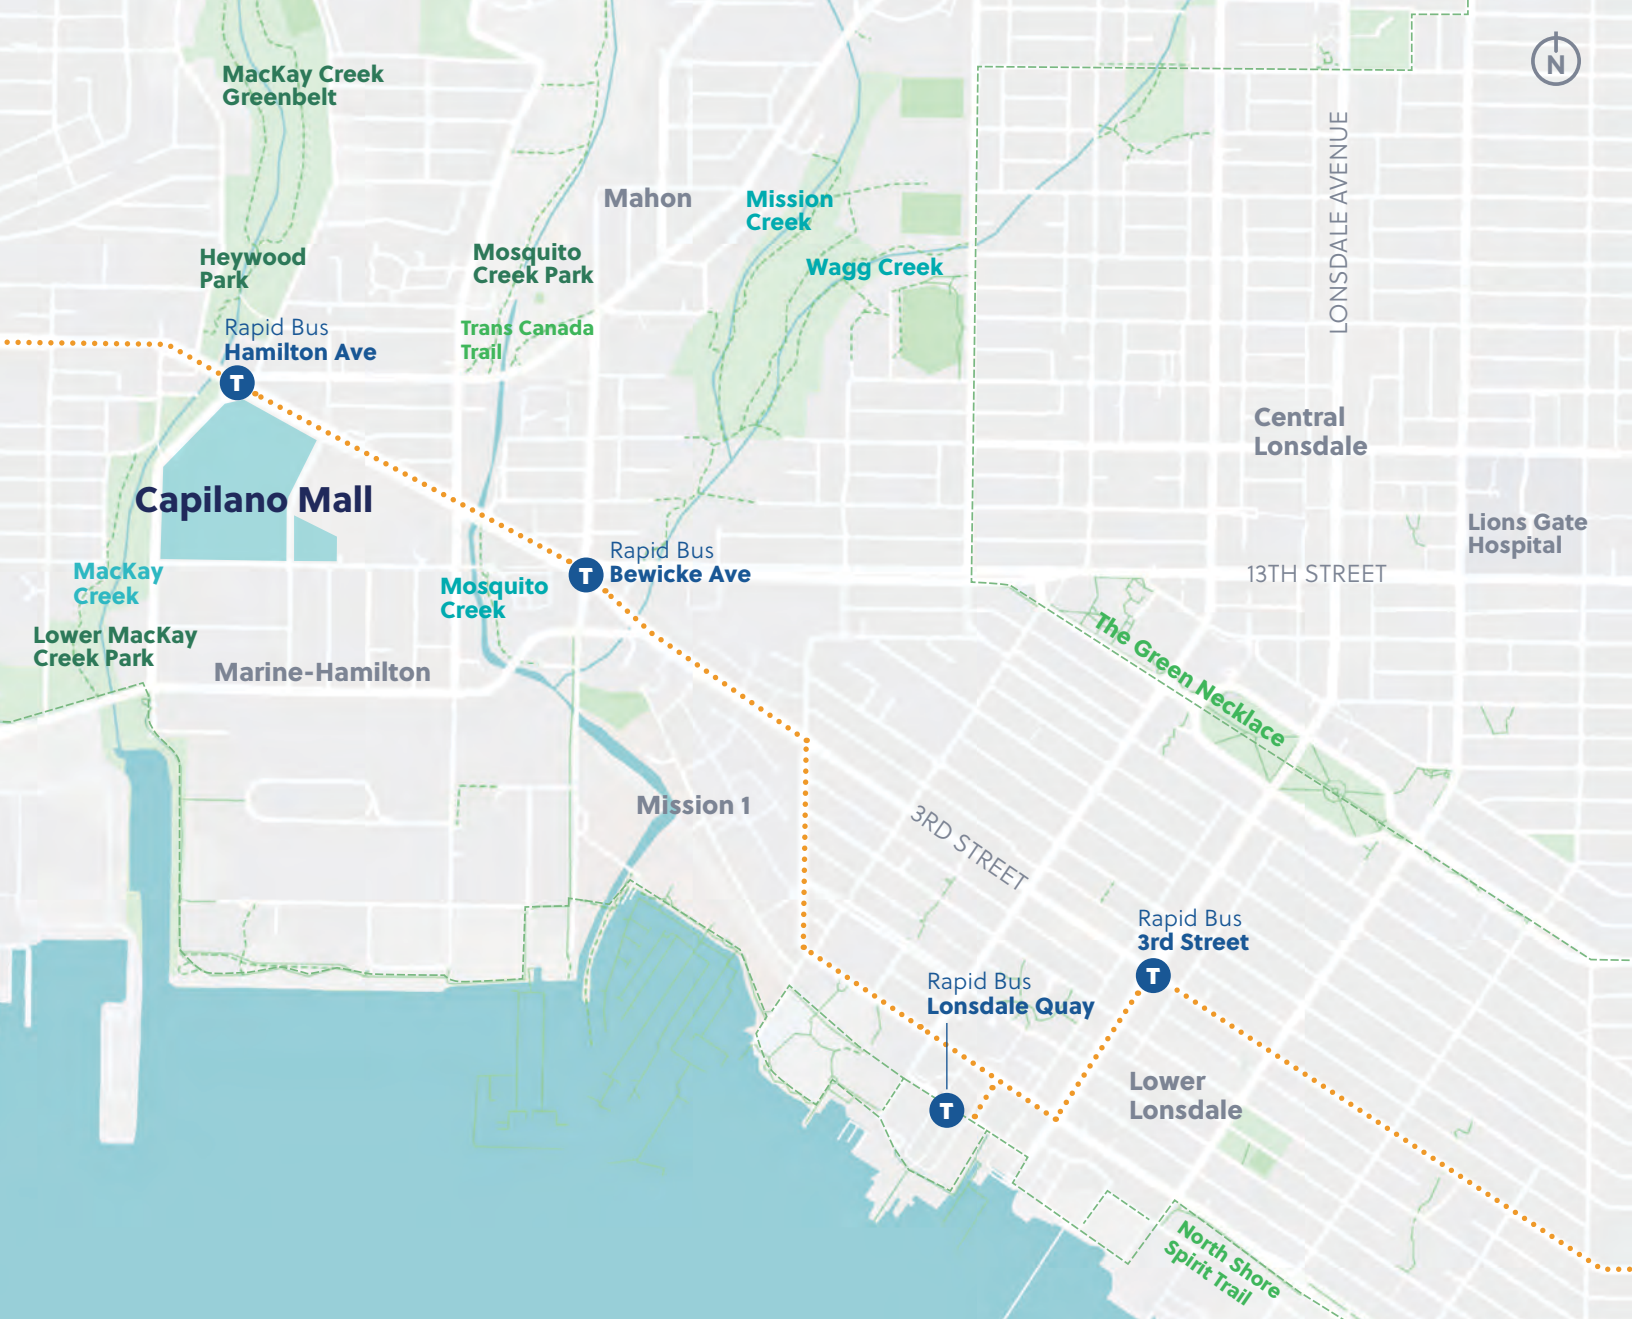 MacKay Creek
Greenbelt
N
LONSDALE AVENUE
Mahon
Mission
Creek
Heywood
Park
Mosquito
Creek Park
Wagg Creek
Rapid Bus
Hamilton Ave
T
Trans Canada
Trail
Central
Lonsdale
Capilano Mall
Lions Gate
Hospital
MacKay
Creek
Mosquito
Creek
Rapid Bus
Bewicke Ave
T
13TH STREET
Lower MacKay
Creek Park
Marine-Hamilton
The Green Necklace
Mission 1
3RD STREET
Rapid Bus
3rd Street
T
Rapid Bus
Lonsdale Quay
T
Lower
Lonsdale
North Shore
Spirit Trail